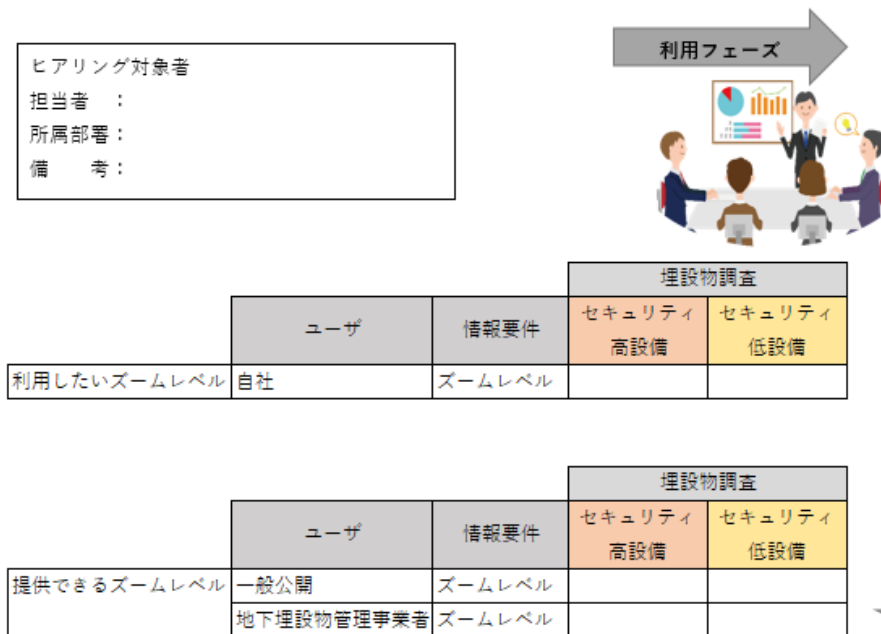 利用フェーズ
ヒアリング対象者
担当者 :
所属部署:
備 考:
埋設物調査
ユーザ 情報要件 セキュリティ 高設備 セキュリティ 低設備
利用したいズームレベル 自社 ズームレベル
埋設物調査
ユーザ 情報要件 セキュリティ 高設備 セキュリティ 低設備
提供できるズームレベル 一般公開 ズームレベル
地下埋設物管理事業者 ズームレベル